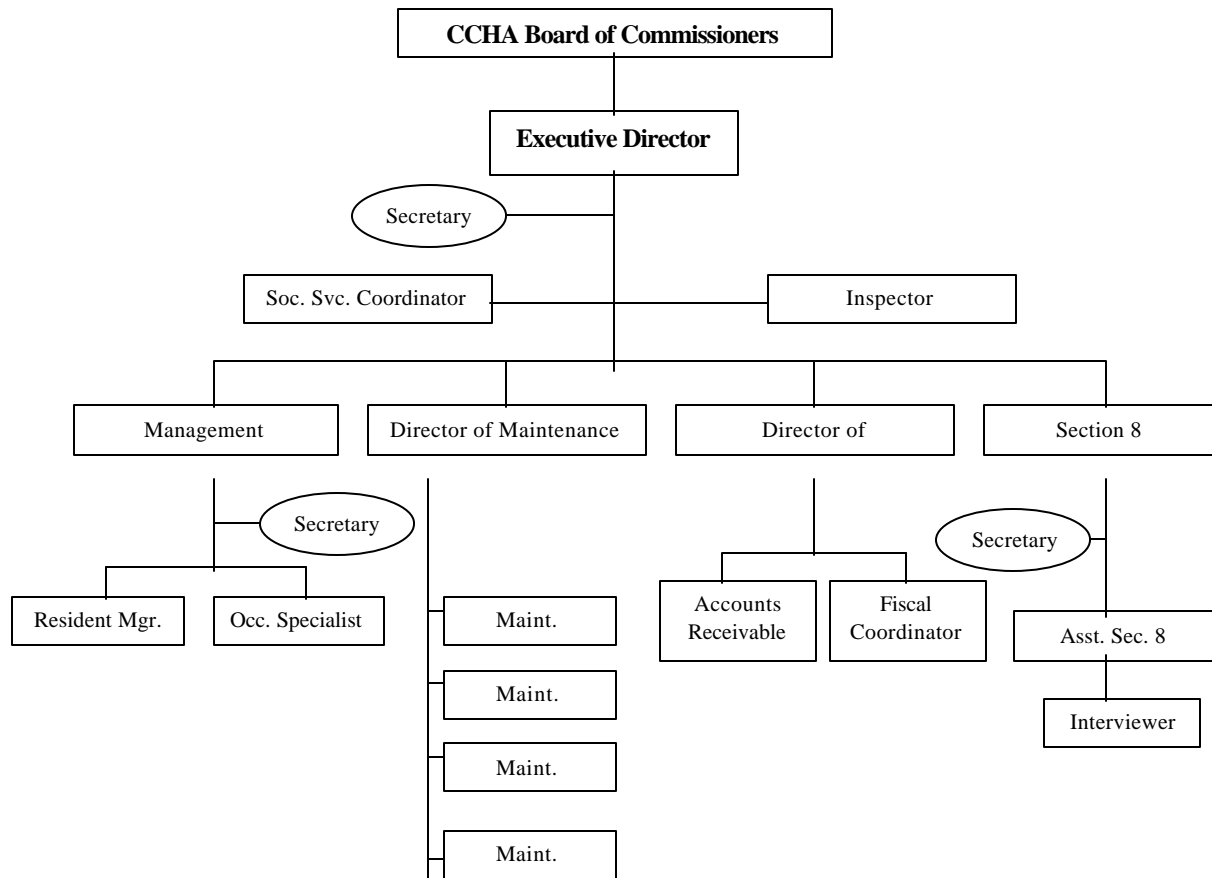 CCHA Board of Commissioners
Executive Director
Secretary
Soc. Svc. Coordinator
Inspector
Management
Director of Maintenance
Director of
Section 8
Secretary
Secretary
Resident Mgr.
Occ. Specialist
Maint.
Maint.
Maint.
Maint.
Accounts
Receivable
Fiscal
Coordinator
Asst. Sec. 8
Interviewer